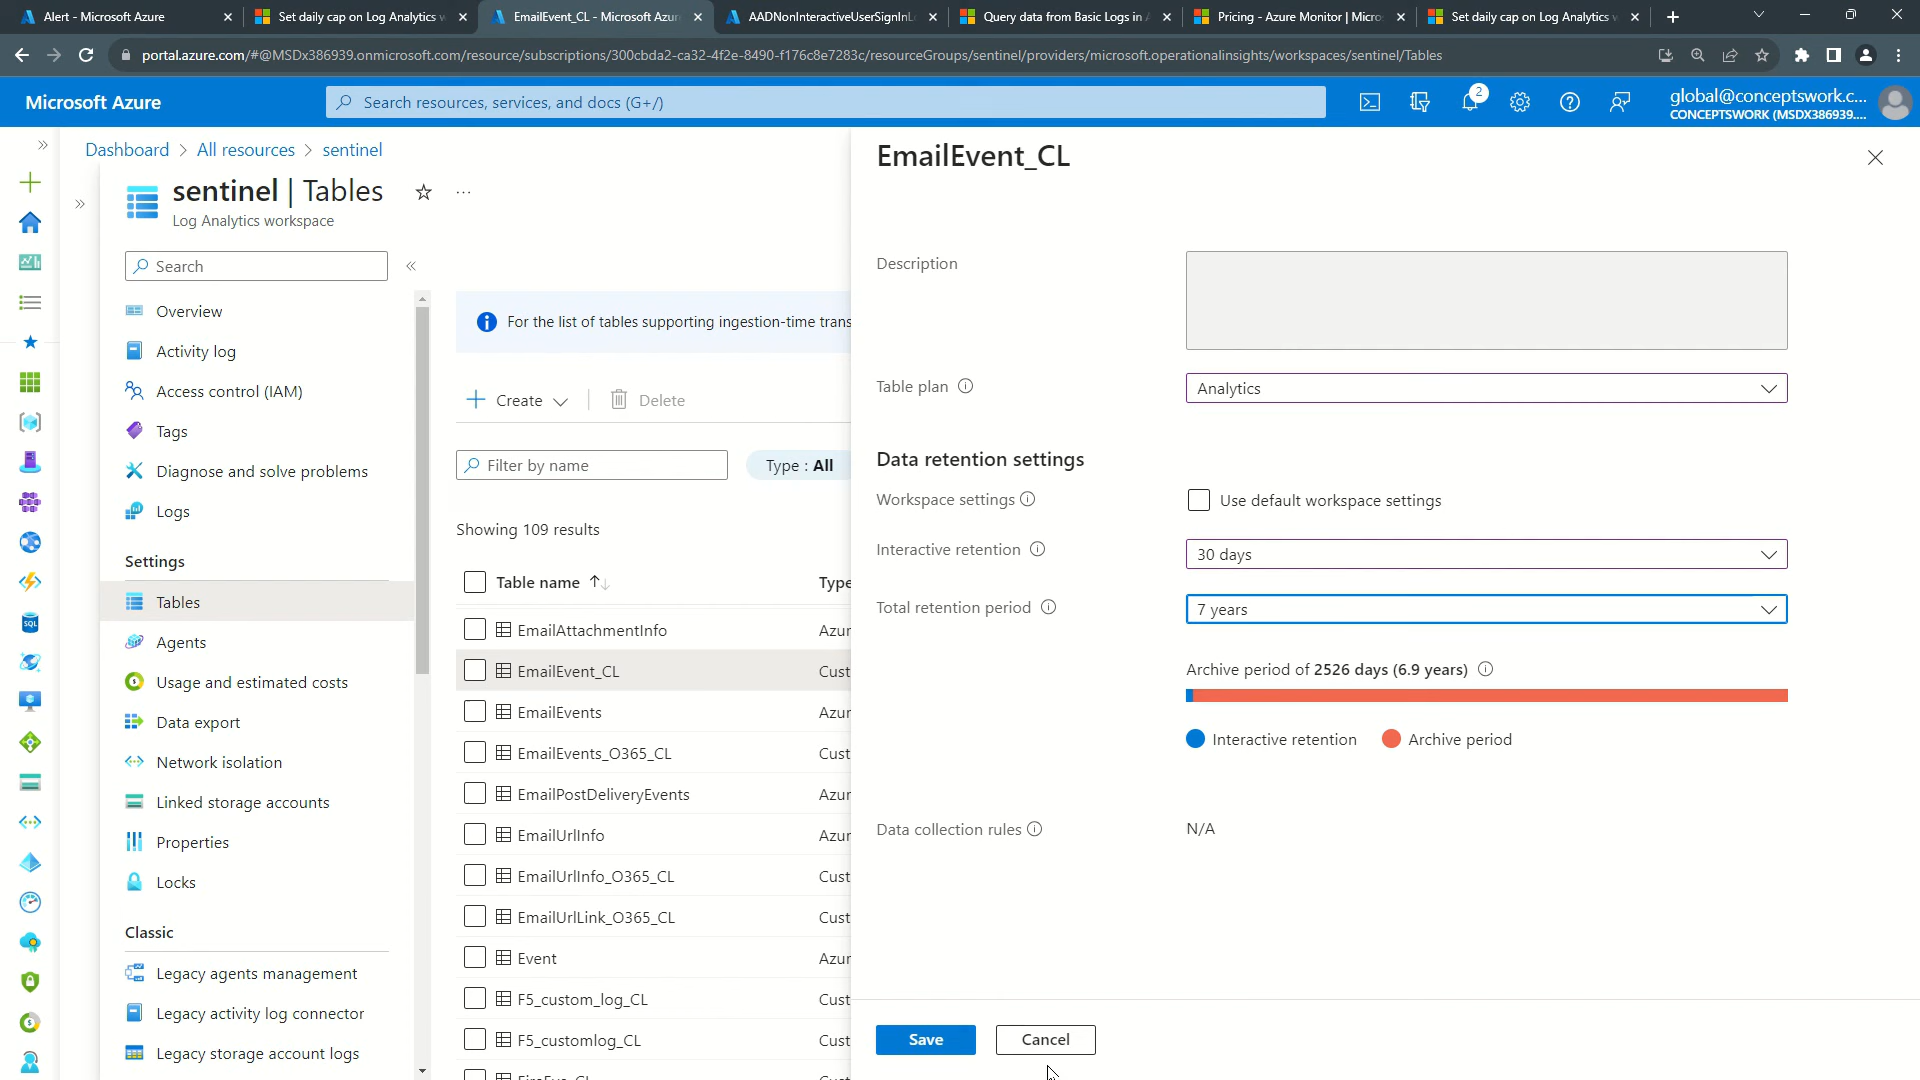 Alert - Microsoft Azure
Set daily cap on Log Analytics w
EmailEvent_CL - Microsoft Azur
AADNonInteractiveUserSignInL
Query data from Basic Logs in A
Pricing - Azure Monitor | Micro
Set daily cap on Log Analytics w
portal.azure.com/#@MSDx386939.onmicrosoft.com/resource/subscriptions/300cbda2-ca32-4f2e-8490-f176c8e7283c/resourceGroups/sentinel/providers/microsoft.operationalinsights/workspaces/sentinel/Tables
Microsoft Azure
Search resources, services, and docs (G+/)
2
global@conceptswork.c...
CONCEPTSWORK (MSDX386939....
Dashboard > All resources > sentinel
sentinel | Tables
Log Analytics workspace
Search
Overview
Activity log
Access control (IAM)
Tags
Diagnose and solve problems
Logs
Settings
Tables
Agents
Usage and estimated costs
Data export
Network isolation
Linked storage accounts
Properties
Locks
Classic
Legacy agents management
Legacy activity log connector
Legacy storage account logs
For the list of tables supporting ingestion-time trans
Create
Delete
Filter by name
Type : All
Showing 109 results
Table name
Type
EmailAttachmentInfo Azur
EmailEvent_CL Cust
EmailEvents Azur
EmailEvents_O365_CL Cust
EmailPostDeliveryEvents Azur
EmailUrlInfo Azur
EmailUrlInfo_O365_CL Cust
EmailUrlLink_O365_CL Cust
Event Azur
F5_custom_log_CL Cust
F5_customlog_CL Cust
EmailEvent_CL
Description
Table plan
Analytics
Data retention settings
Workspace settings
Use default workspace settings
Interactive retention
30 days
Total retention period
7 years
Archive period of 2526 days (6.9 years)
Interactive retention
Archive period
Data collection rules
N/A
Save
Cancel
SQL